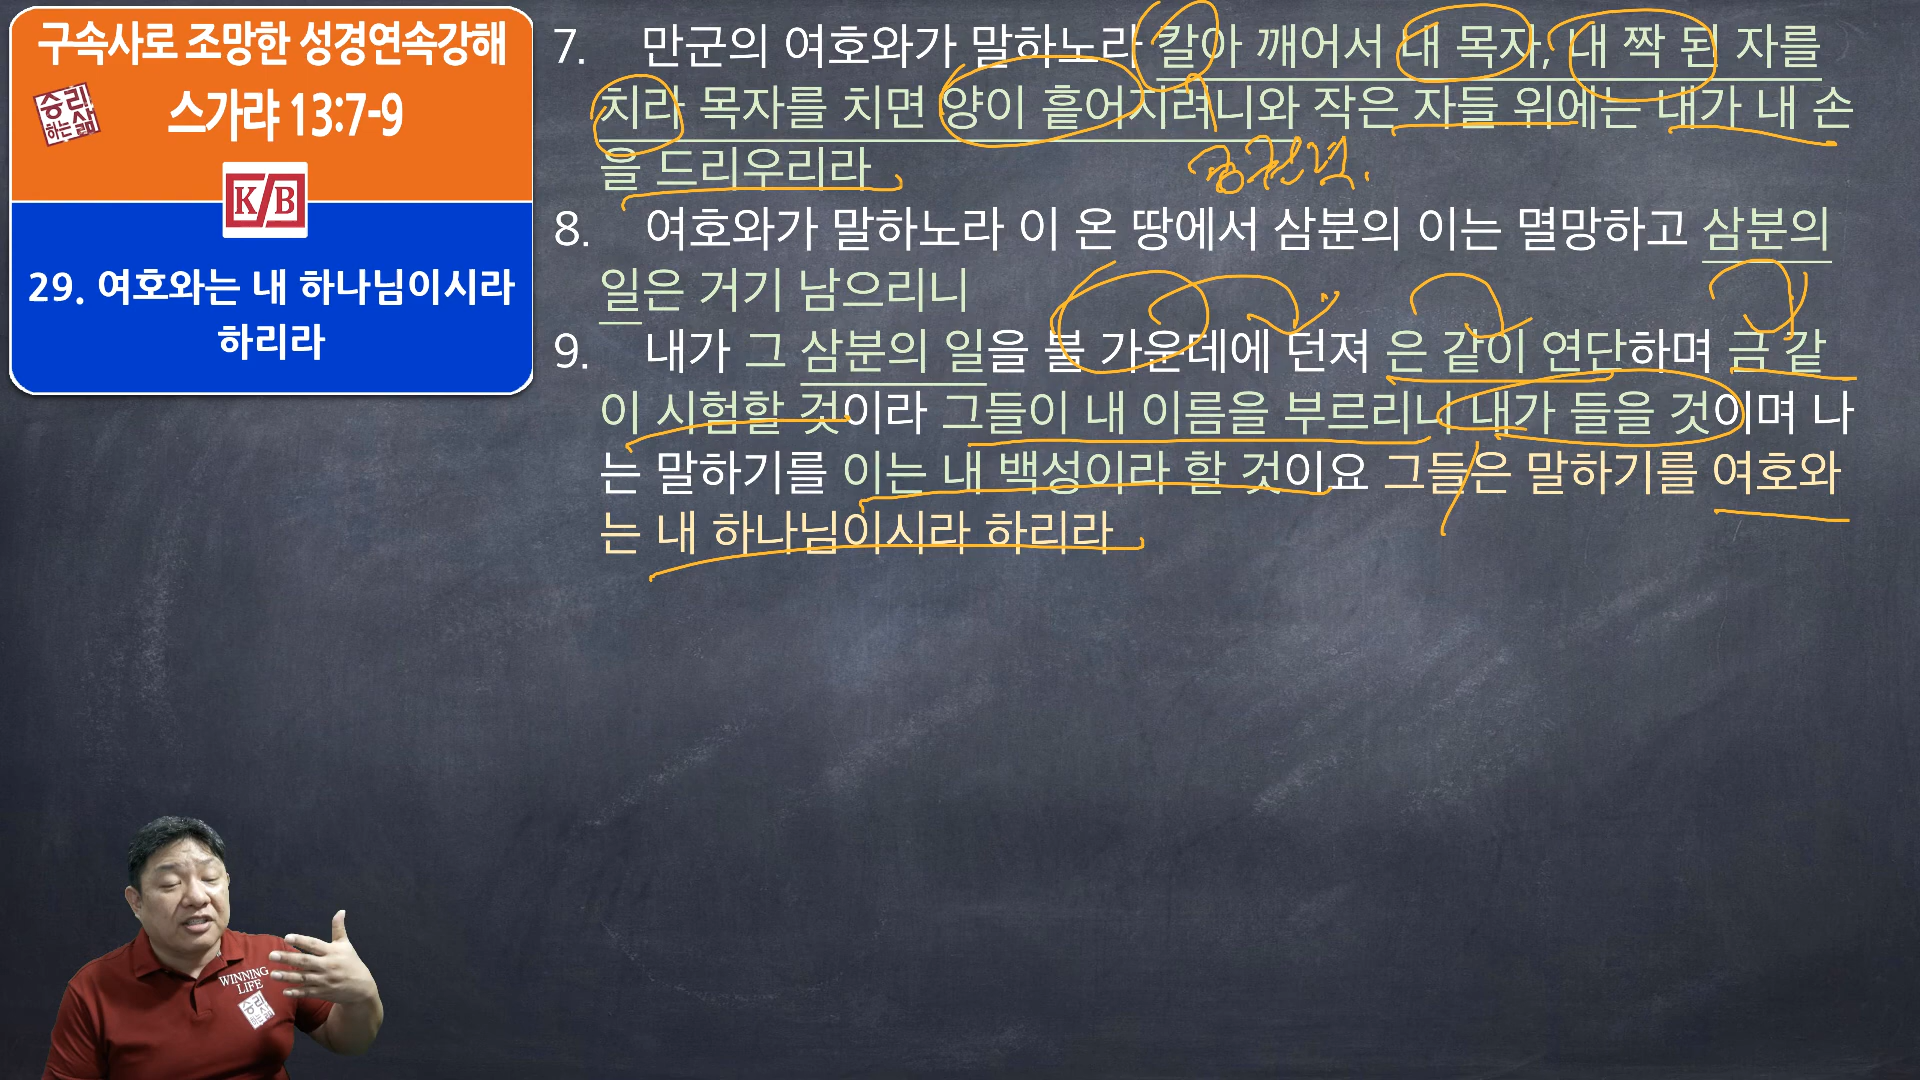 구속사로 조망한 성경연속강해
승리
하는 삶
스가랴 13:7-9
K/B
29. 여호와는 내 하나님이시라
하리라
7. 만군의 여호와가 말하노라 칼아 깨어서 내 목자, 내 짝 된 자를
치라 목자를 치면 양이 흩어지려니와 작은 자들 위에는 내가 내 손
을 드리우리라
8. 여호와가 말하노라 이 온 땅에서 삼분의 이는 멸망하고 삼분의
일은 거기 남으리니
9. 내가 그 삼분의 일을 불 가운데에 던져 은 같이 연단하며 금 같
이 시험할 것이라 그들이 내 이름을 부르리니 내가 들을 것이며 나
는 말하기를 이는 내 백성이라 할 것이요 그들은 말하기를 여호와
는 내 하나님이시라 하리라
WINNING
LIFE